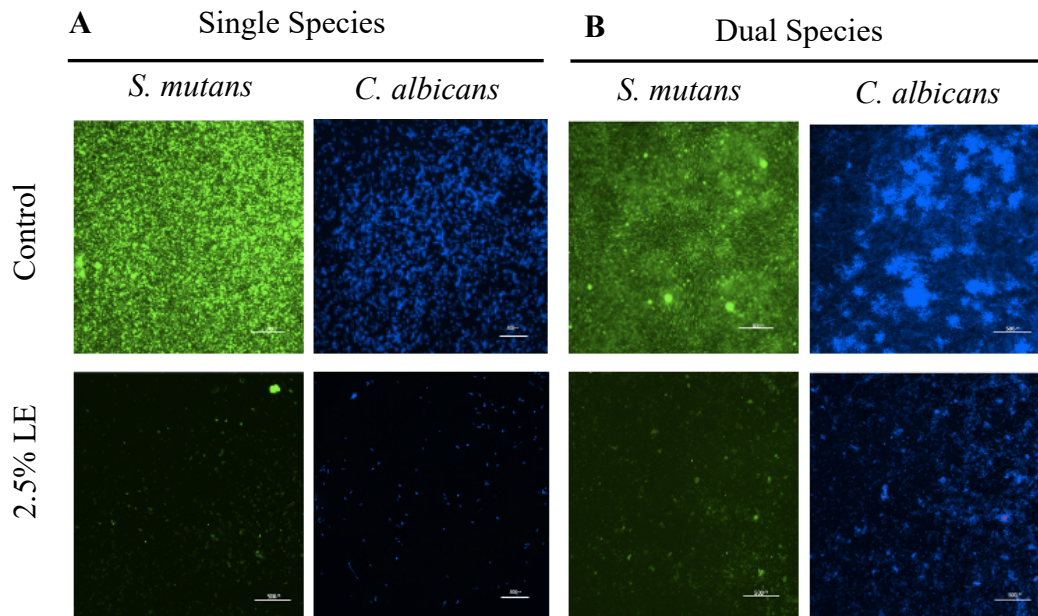 A Single Species
B Dual Species
S. mutans
C. albicans
S. mutans
C. albicans
Control
2.5% LE